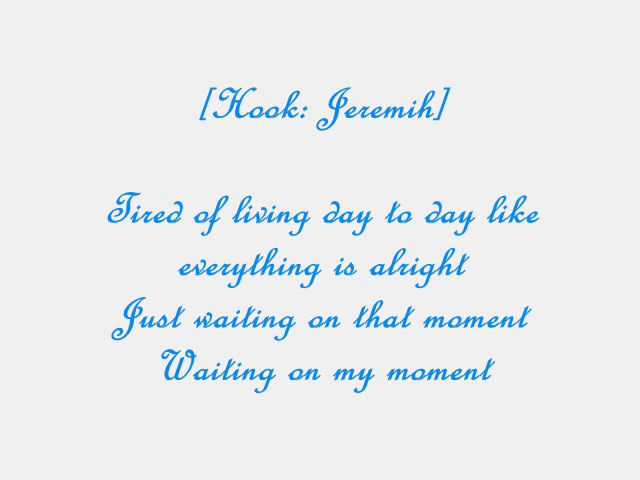 [Hook: Jeremih]
Tired of living day to day like
everything is alright
Just waiting on that moment
Waiting on my moment